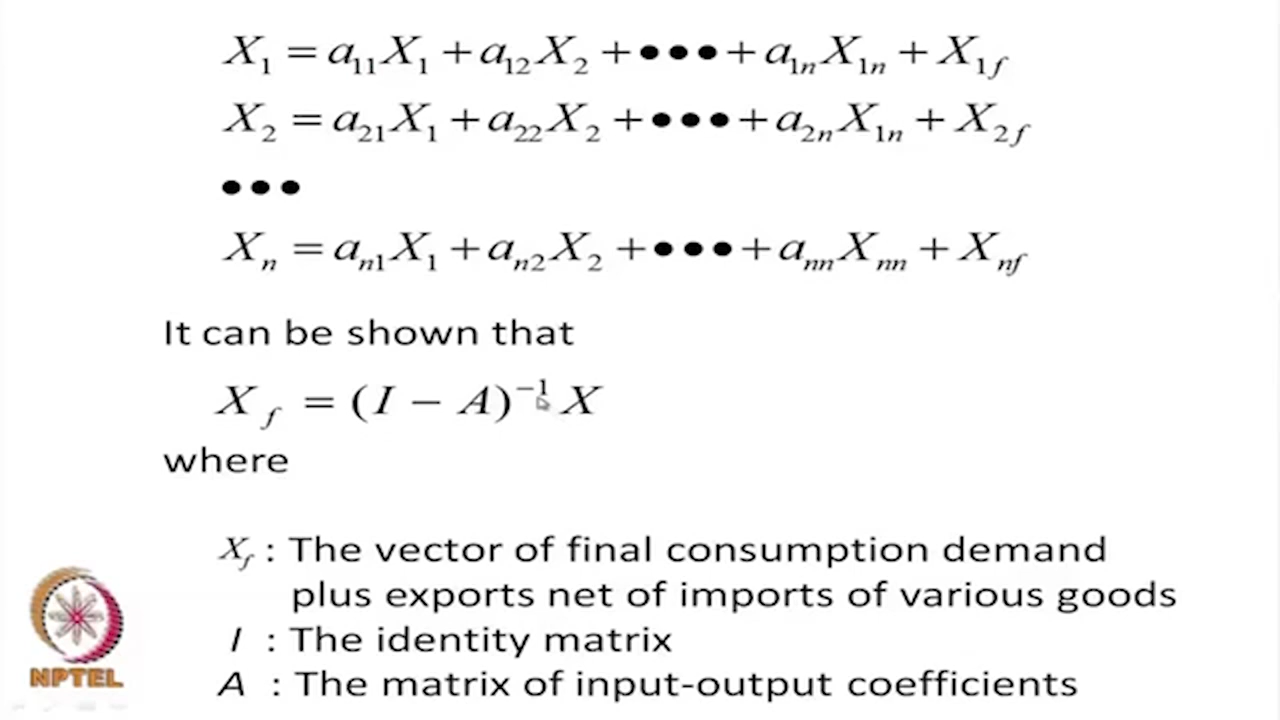 X₁ = a₁₁X₁ + a₁₂X₂ + ●●● + a₁ₙX₁ₙ + X₁f
X₂ = a₂₁X₁ + a₂₂X₂ + ●●● + a₂ₙX₁ₙ + X₂f
●●●
Xₙ = aₙ₁X₁ + aₙ₂X₂ + ●●● + aₙₙXₙₙ + Xₙf
It can be shown that
X_f = (I − A)⁻¹ X
where
X_f : The vector of final consumption demand
plus exports net of imports of various goods
I : The identity matrix
A : The matrix of input-output coefficients
NPTEL